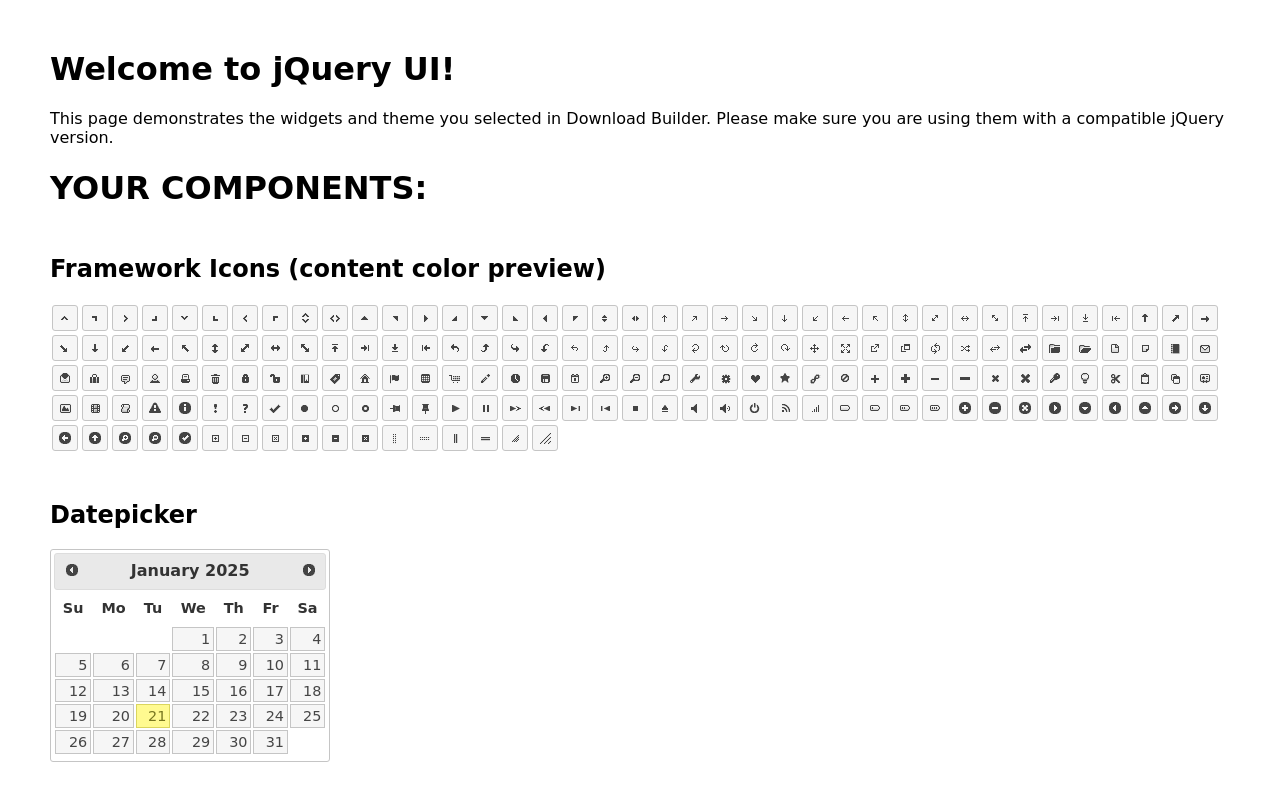 Welcome to jQuery UI!
This page demonstrates the widgets and theme you selected in Download Builder. Please make sure you are using them with a compatible jQuery
version.
YOUR COMPONENTS:
Framework Icons (content color preview)
Datepicker
January 2025
Su Mo Tu We Th Fr Sa
1 2 3 4
5 6 7 8 9 10 11
12 13 14 15 16 17 18
19 20 21 22 23 24 25
26 27 28 29 30 31